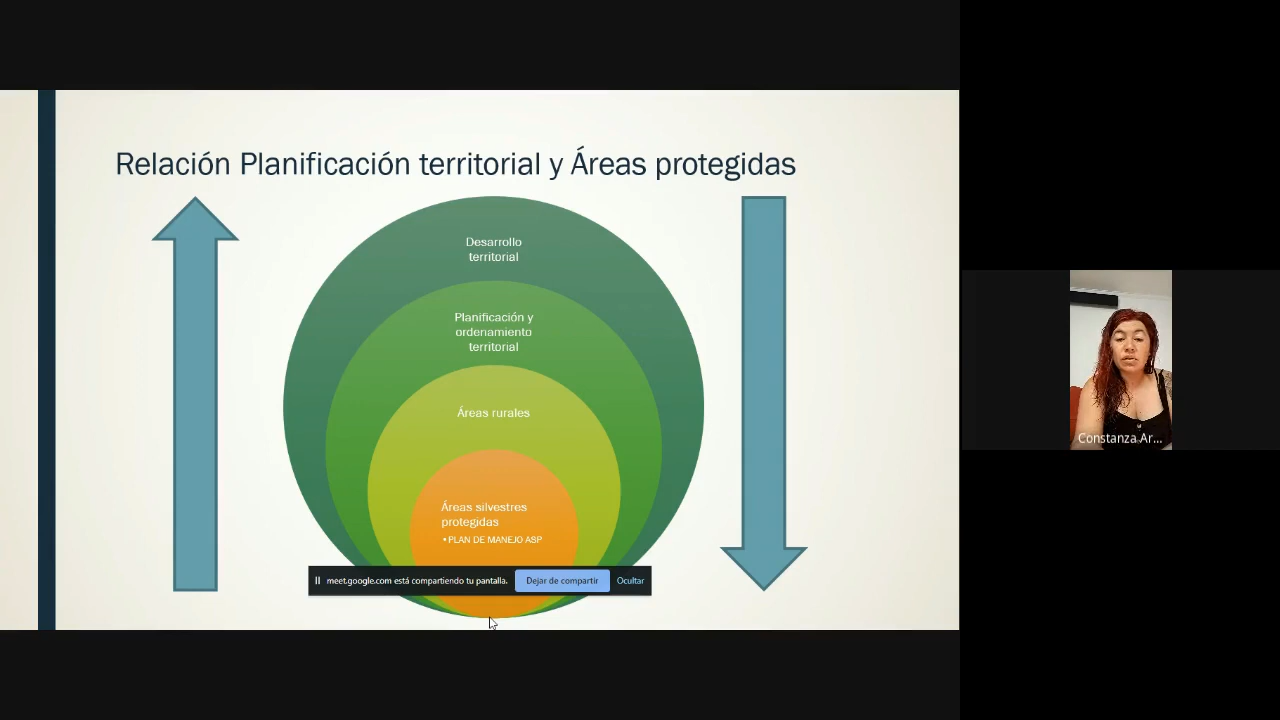 Relación Planificación territorial y Áreas protegidas
Desarrollo
territorial
Planificación y
ordenamiento
territorial
Áreas rurales
Áreas silvestres
protegidas
• PLAN DE MANEJO ASP
meet.google.com está compartiendo tu pantalla.
Dejar de compartir
Ocultar
Constanza Ar...